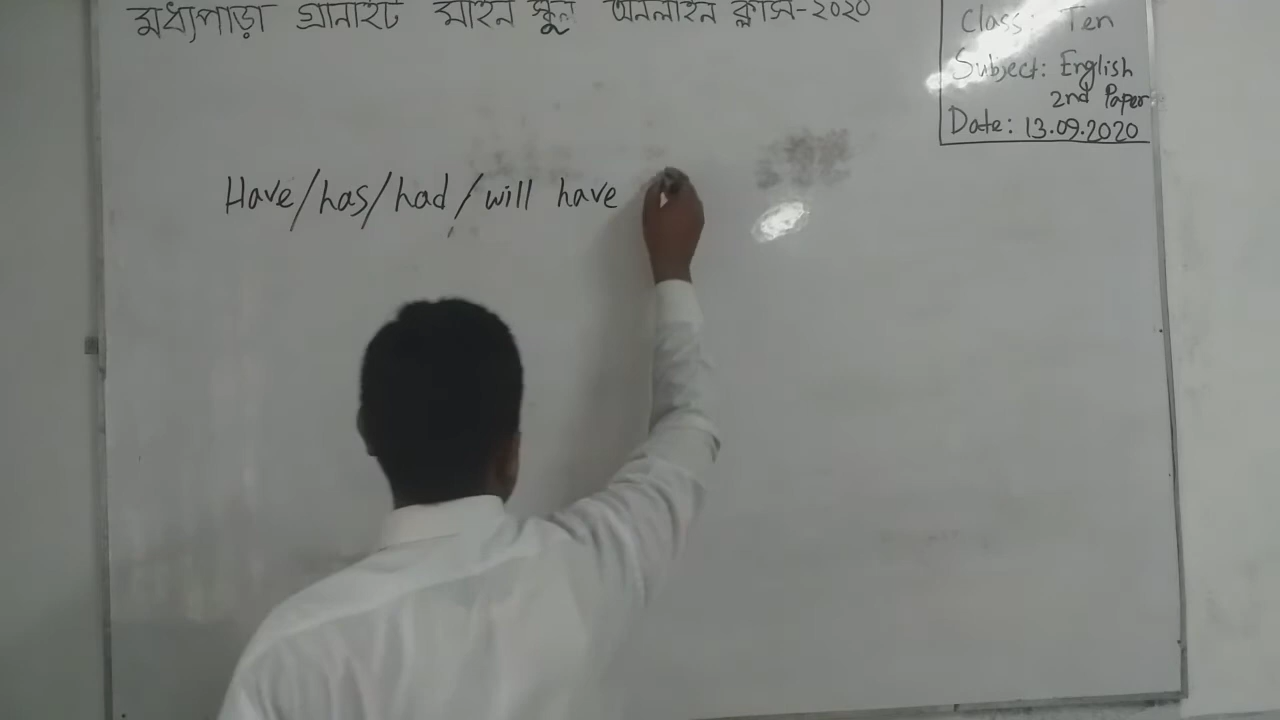 মধ্যপাড়া গ্রানাইট মাইন স্কুল অনলাইন ক্লাস-২০২০
Class: Ten
Subject: English
2nd Paper
Date: 13.09.2020
Have/has/had/will have